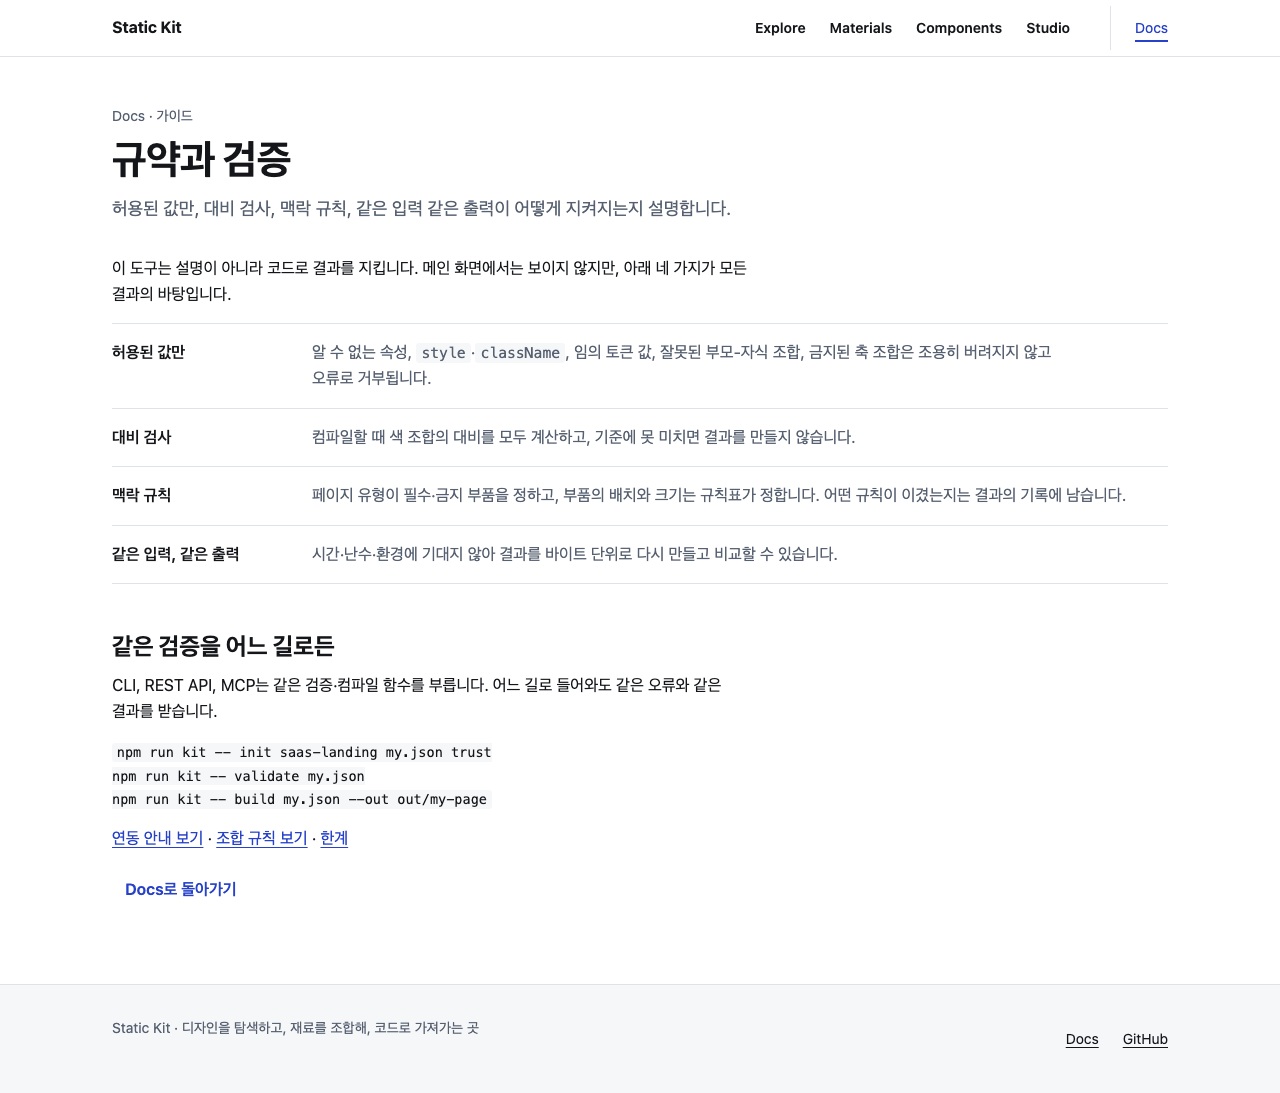 Static Kit
Explore Materials Components Studio Docs
Docs · 가이드
규약과 검증
허용된 값만, 대비 검사, 맥락 규칙, 같은 입력 같은 출력이 어떻게 지켜지는지 설명합니다.
이 도구는 설명이 아니라 코드로 결과를 지킵니다. 메인 화면에서는 보이지 않지만, 아래 네 가지가 모든
결과의 바탕입니다.
허용된 값만
알 수 없는 속성, style·className, 임의 토큰 값, 잘못된 부모-자식 조합, 금지된 축 조합은 조용히 버려지지 않고
오류로 거부됩니다.
대비 검사
컴파일할 때 색 조합의 대비를 모두 계산하고, 기준에 못 미치면 결과를 만들지 않습니다.
맥락 규칙
페이지 유형이 필수·금지 부품을 정하고, 부품의 배치와 크기는 규칙표가 정합니다. 어떤 규칙이 이겼는지는 결과의 기록에 남습니다.
같은 입력, 같은 출력
시간·난수·환경에 기대지 않아 결과를 바이트 단위로 다시 만들고 비교할 수 있습니다.
같은 검증을 어느 길로든
CLI, REST API, MCP는 같은 검증·컴파일 함수를 부릅니다. 어느 길로 들어와도 같은 오류와 같은
결과를 받습니다.
npm run kit -- init saas-landing my.json trust
npm run kit -- validate my.json
npm run kit -- build my.json --out out/my-page
연동 안내 보기 · 조합 규칙 보기 · 한계
Docs로 돌아가기
Static Kit · 디자인을 탐색하고, 재료를 조합해, 코드로 가져가는 곳
Docs GitHub